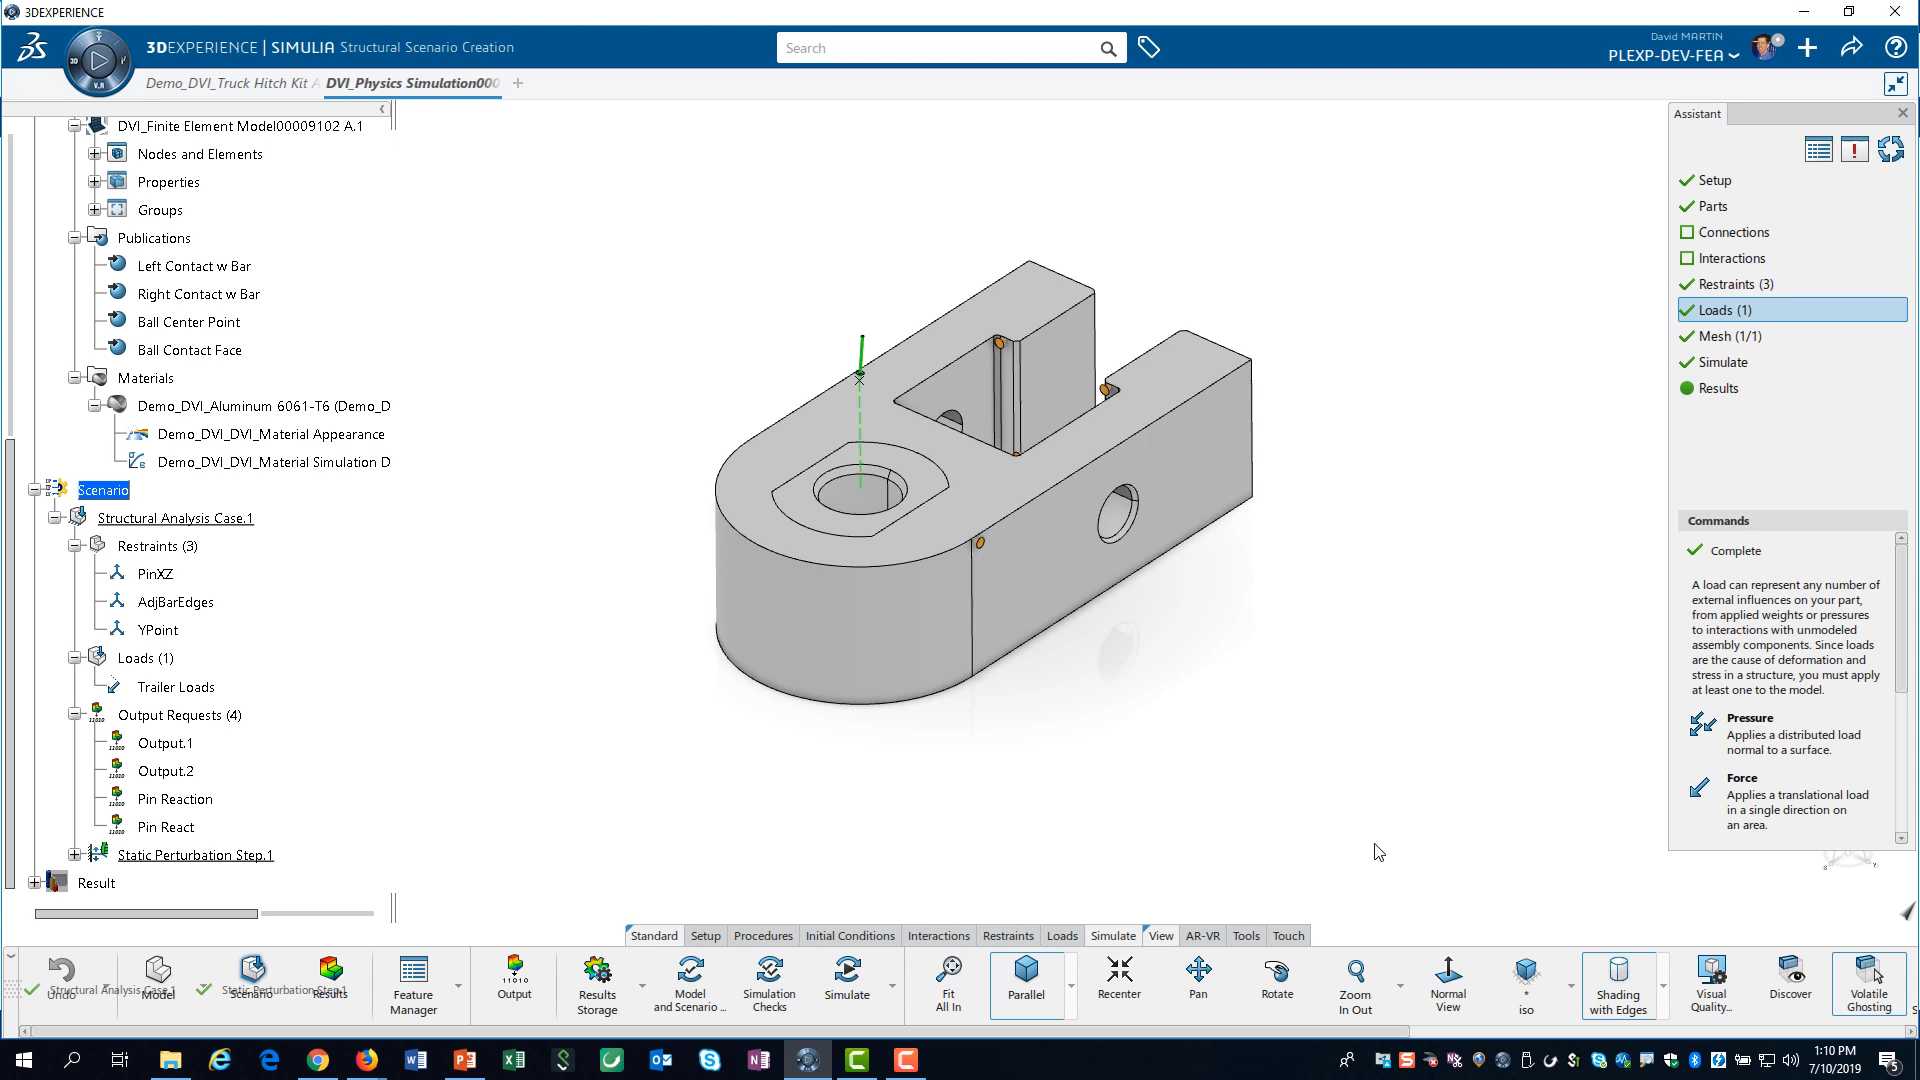 3DEXPERIENCE
3DEXPERIENCE | SIMULIA Structural Scenario Creation
Search
David MARTIN
PLEXP-DEV-FEA
3D
V.R
Demo_DVI_Truck Hitch Kit A
DVI_Physics Simulation000
DVI_Finite Element Model00009102 A.1
Nodes and Elements
Properties
Groups
Publications
Left Contact w Bar
Right Contact w Bar
Ball Center Point
Ball Contact Face
Materials
Demo_DVI_Aluminum 6061-T6 (Demo_D
Demo_DVI_DVI_Material Appearance
Demo_DVI_DVI_Material Simulation D
Scenario
Structural Analysis Case.1
Restraints (3)
PinXZ
AdjBarEdges
YPoint
Loads (1)
Trailer Loads
Output Requests (4)
Output.1
Output.2
Pin Reaction
Pin React
Static Perturbation Step.1
Result
Assistant
Setup
Parts
Connections
Interactions
Restraints (3)
Loads (1)
Mesh (1/1)
Simulate
Results
Commands
Complete
A load can represent any number of
external influences on your part,
from applied weights or pressures
to interactions with unmodeled
assembly components. Since loads
are the cause of deformation and
stress in a structure, you must apply
at least one to the model.
Pressure
Applies a distributed load
normal to a surface.
Force
Applies a translational load
in a single direction on
an area.
Standard Setup Procedures Initial Conditions Interactions Restraints Loads Simulate View AR-VR Tools Touch
Structural Analysis Case.1
Static Perturbation Step.1
Undo
Model
Scenario
Results
Feature
Manager
Output
Results
Storage
Model
and Scenario ...
Simulation
Checks
Simulate
Fit
All In
Parallel
Recenter
Pan
Rotate
Zoom
In Out
Normal
View
*
iso
Shading
with Edges
Visual
Quality...
Discover
Volatile
Ghosting
1:10 PM
7/10/2019
5